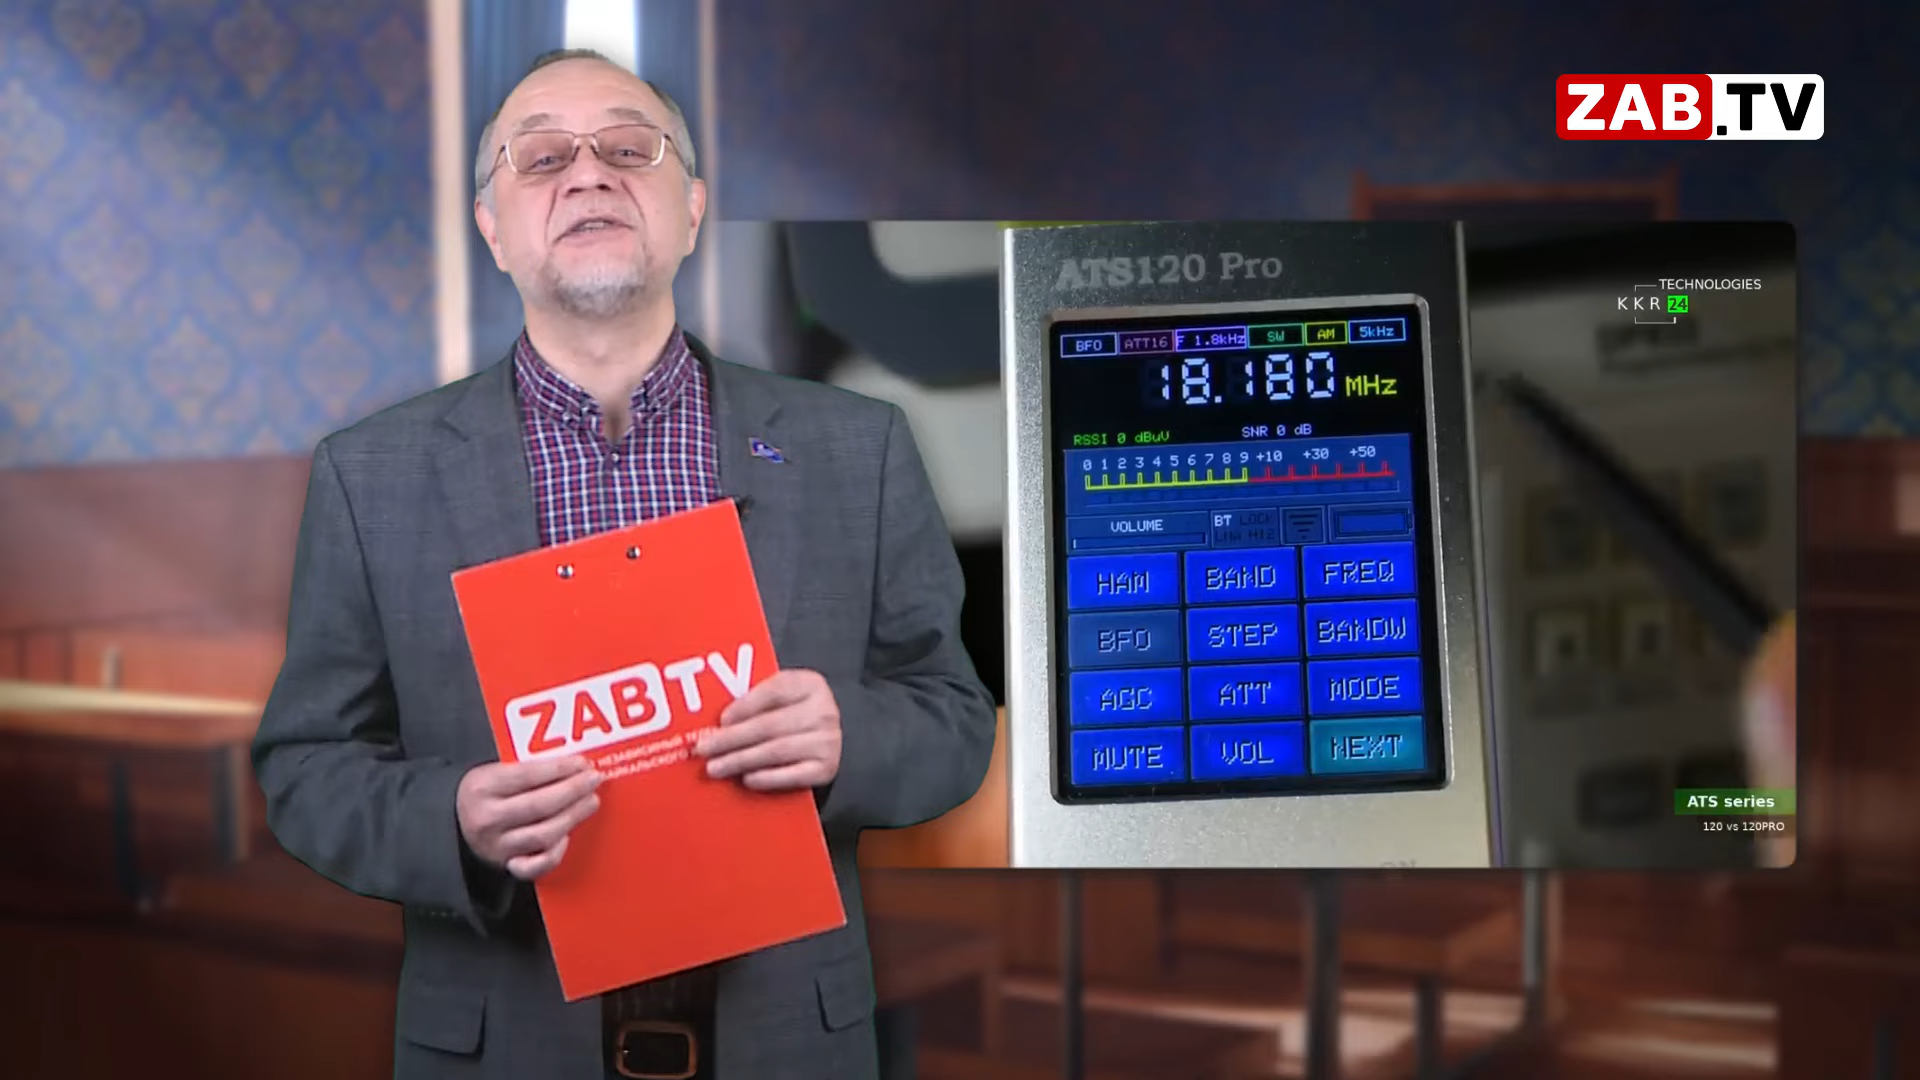 ZAB.TV
ATS120 Pro
TECHNOLOGIES
KKR 24
BFO ATT16 F 1.8kHz SW AM 5kHz
18.180 MHz
RSSI 0 dBuV SNR 0 dB
0 1 2 3 4 5 6 7 8 9 +10 +30 +50
VOLUME BT LOCK
HAM BAND FREQ
BFO STEP BANDW
AGC ATT MODE
MUTE VOL NEXT
ATS series
120 vs 120PRO
ZABTV
НЕЗАВИСИМЫЙ